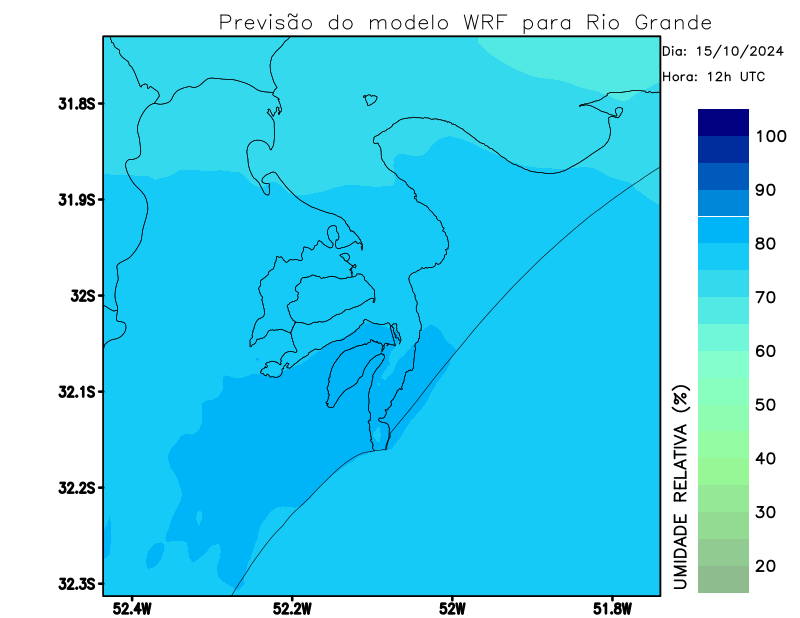 Previsão do modelo WRF para Rio Grande
Dia: 15/10/2024
Hora: 12h UTC
31.8S
31.9S
32S
32.1S
32.2S
32.3S
52.4W
52.2W
52W
51.8W
100
90
80
70
60
50
40
30
20
UMIDADE RELATIVA (%)